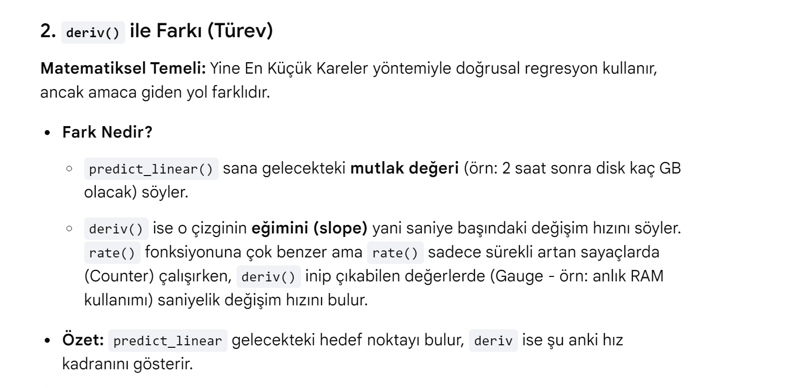 2. deriv() ile Farkı (Türev)
Matematiksel Temeli: Yine En Küçük Kareler yöntemiyle doğrusal regresyon kullanır,
ancak amaca giden yol farklıdır.
• Fark Nedir?
◦ predict_linear() sana gelecekteki mutlak değeri (örn: 2 saat sonra disk kaç GB
olacak) söyler.
◦ deriv() ise o çizginin eğimini (slope) yani saniye başındaki değişim hızını söyler.
rate() fonksiyonuna çok benzer ama rate() sadece sürekli artan sayaçlarda
(Counter) çalışırken, deriv() inip çıkabilen değerlerde (Gauge - örn: anlık RAM
kullanımı) saniyelik değişim hızını bulur.
• Özet: predict_linear gelecekteki hedef noktayı bulur, deriv ise şu anki hız
kadranını gösterir.